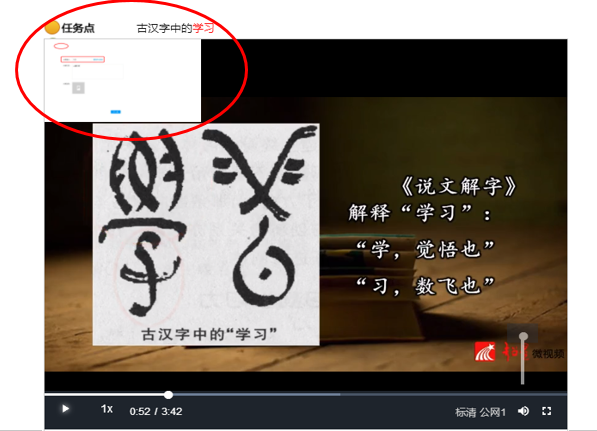 任务点 古汉字中的学习
《说文解字》
解释“学习”：
“学，觉悟也”
“习，数飞也”
古汉字中的“学习”
微视频
1x 0:52 / 3:42 标清 公网1